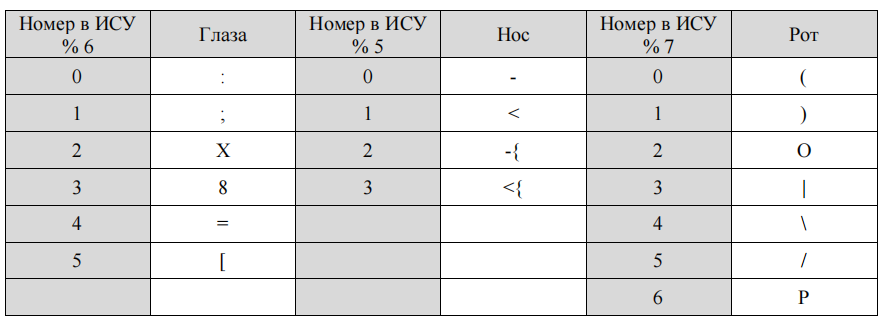 Номер в ИСУ % 6 Глаза Номер в ИСУ % 5 Нос Номер в ИСУ % 7 Рот
0 : 0 - 0 (
1 ; 1 < 1 )
2 X 2 -{ 2 O
3 8 3 <{ 3 |
4 = 4 \
5 [ 5 /
6 P